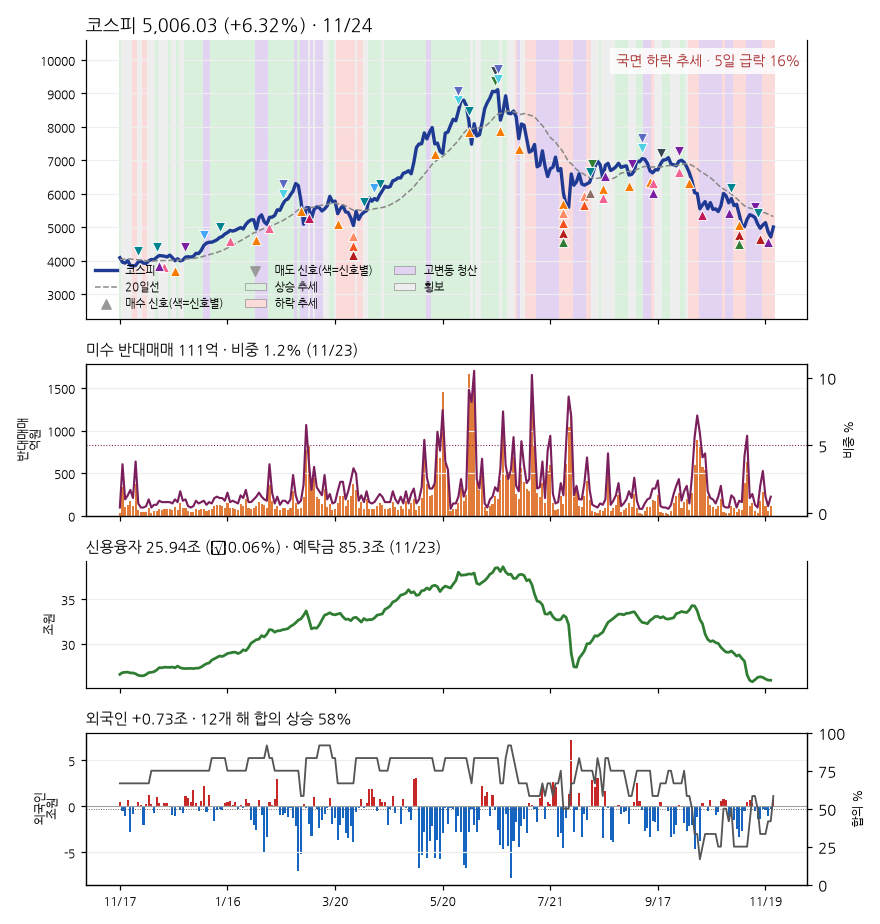 코스피 5,006.03 (+6.32%) · 11/24
국면 하락 추세 · 5일 급락 16%
10000
9000
8000
7000
6000
5000
4000
3000
코스피
20일선
매수 신호(색=신호별)
매도 신호(색=신호별)
상승 추세
하락 추세
고변동 청산
횡보
미수 반대매매 111억 · 비중 1.2% (11/23)
반대매매
억원
1500
1000
500
0
10
5
0
비중 %
신용융자 25.94조 (√0.06%) · 예탁금 85.3조 (11/23)
조원
35
30
외국인 +0.73조 · 12개 해 합의 상승 58%
외국인
조원
5
0
-5
100
75
50
25
0
합의 %
11/17
1/16
3/20
5/20
7/21
9/17
11/19